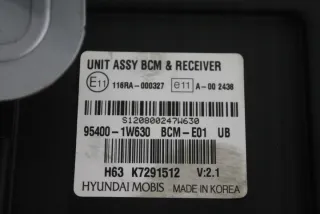 UNIT ASSY BCM & RECEIVER
E11 116RA-000327 e11 A-00 2438
S120800247W630
95400-1W630 BCM-E01 UB
H63 K7291512 V:2.1
HYUNDAI MOBIS MADE IN KOREA